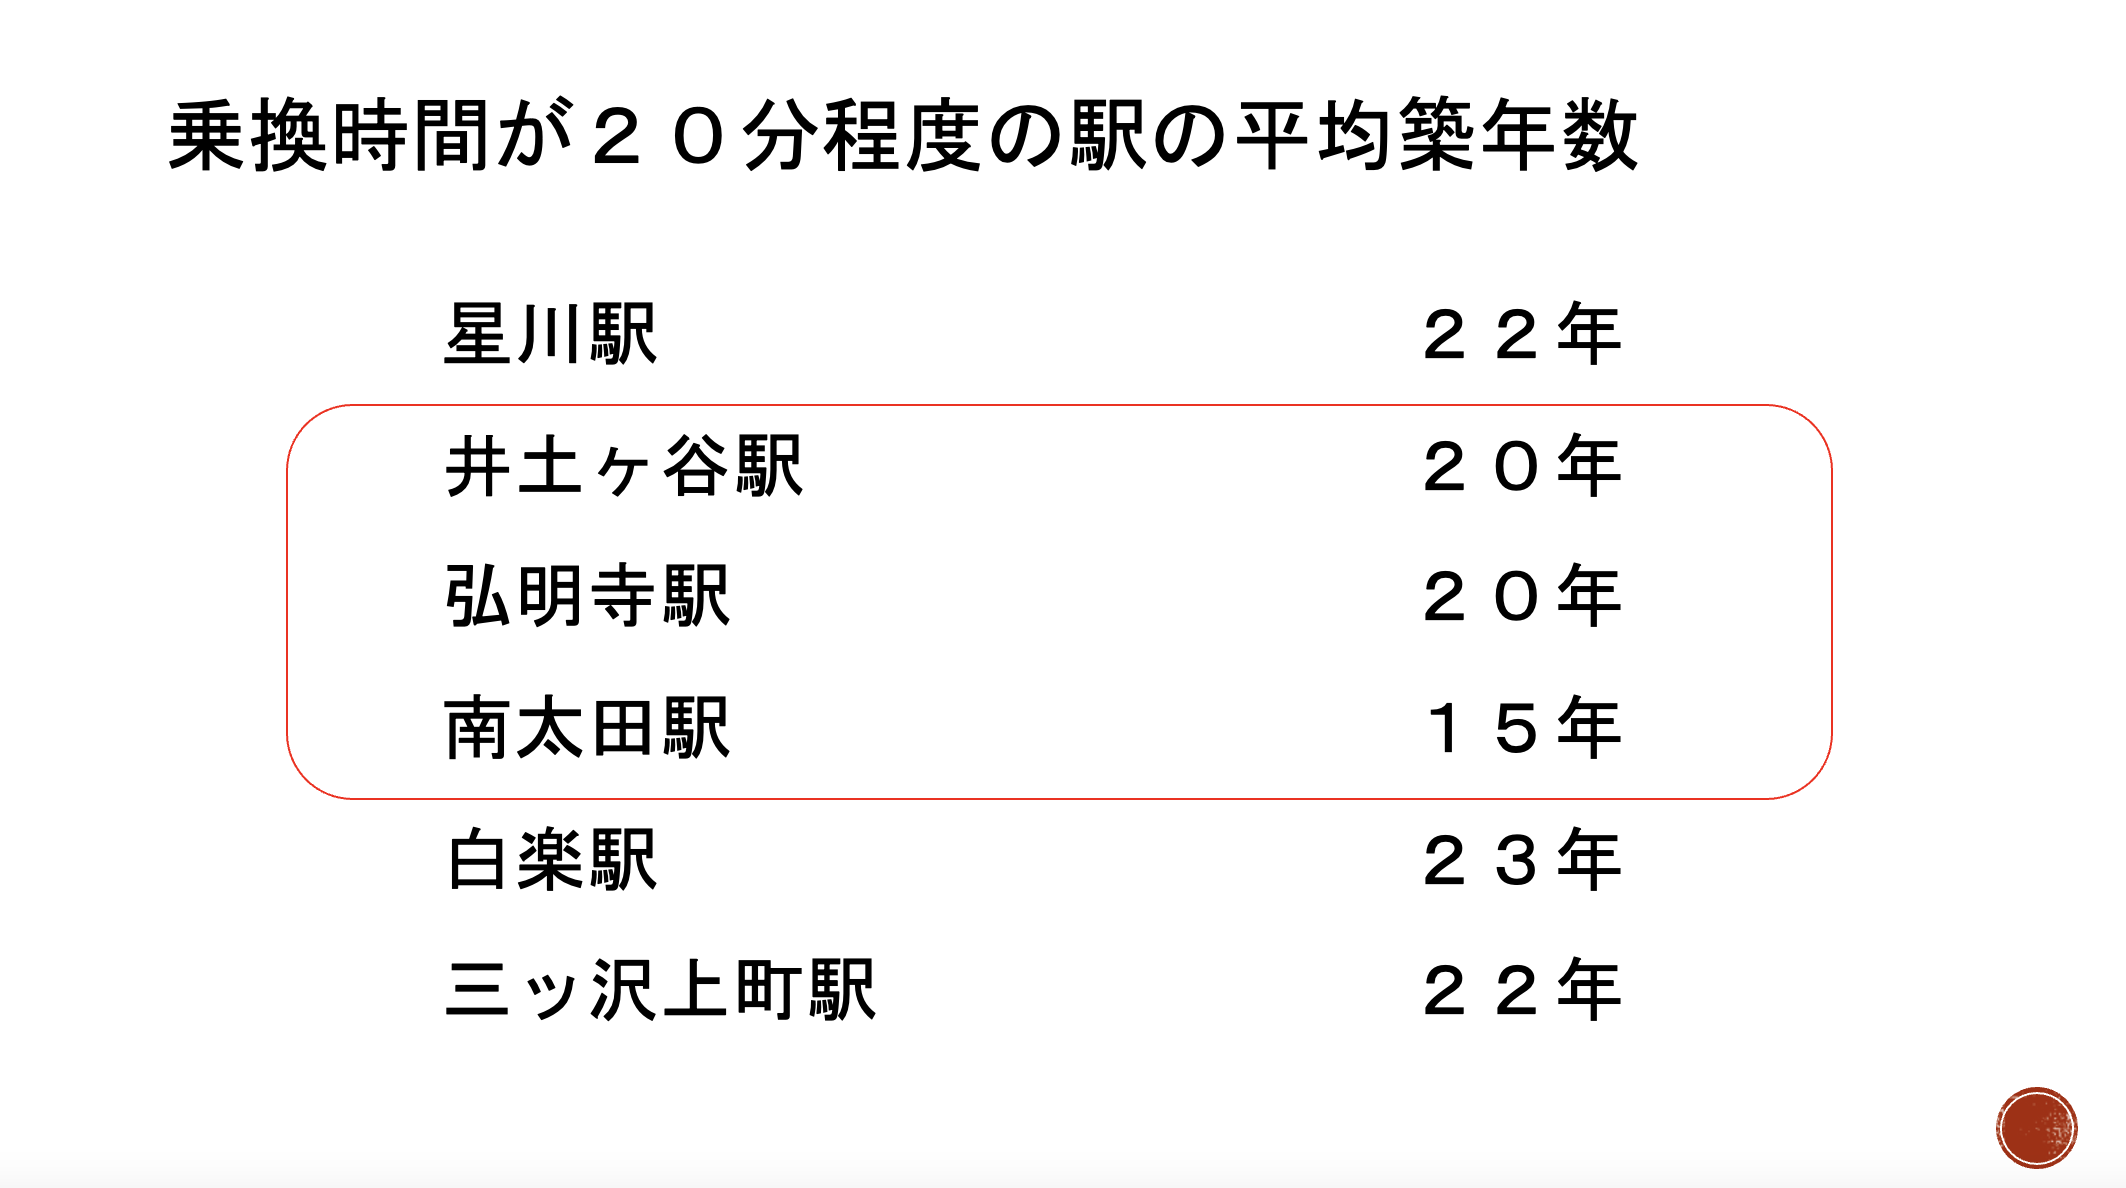 乗換時間が２０分程度の駅の平均築年数
星川駅 ２２年
井土ヶ谷駅 ２０年
弘明寺駅 ２０年
南太田駅 １５年
白楽駅 ２３年
三ッ沢上町駅 ２２年